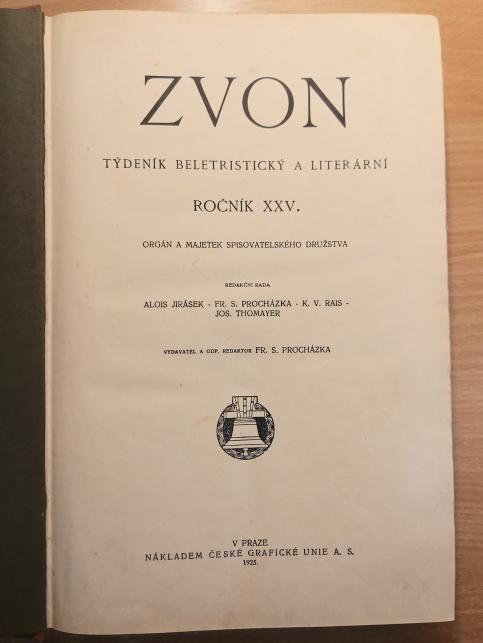 ZVON
TÝDENÍK BELETRISTICKÝ A LITERÁRNÍ
ROČNÍK XXV.
ORGÁN A MAJETEK SPISOVATELSKÉHO DRUŽSTVA
REDAKČNÍ RADA
ALOIS JIRÁSEK - FR. S. PROCHÁZKA - K. V. RAIS -
JOS. THOMAYER
VYDAVATEL A ODP. REDAKTOR FR. S. PROCHÁZKA
V PRAZE
NÁKLADEM ČESKÉ GRAFICKÉ UNIE A. S.
1925.